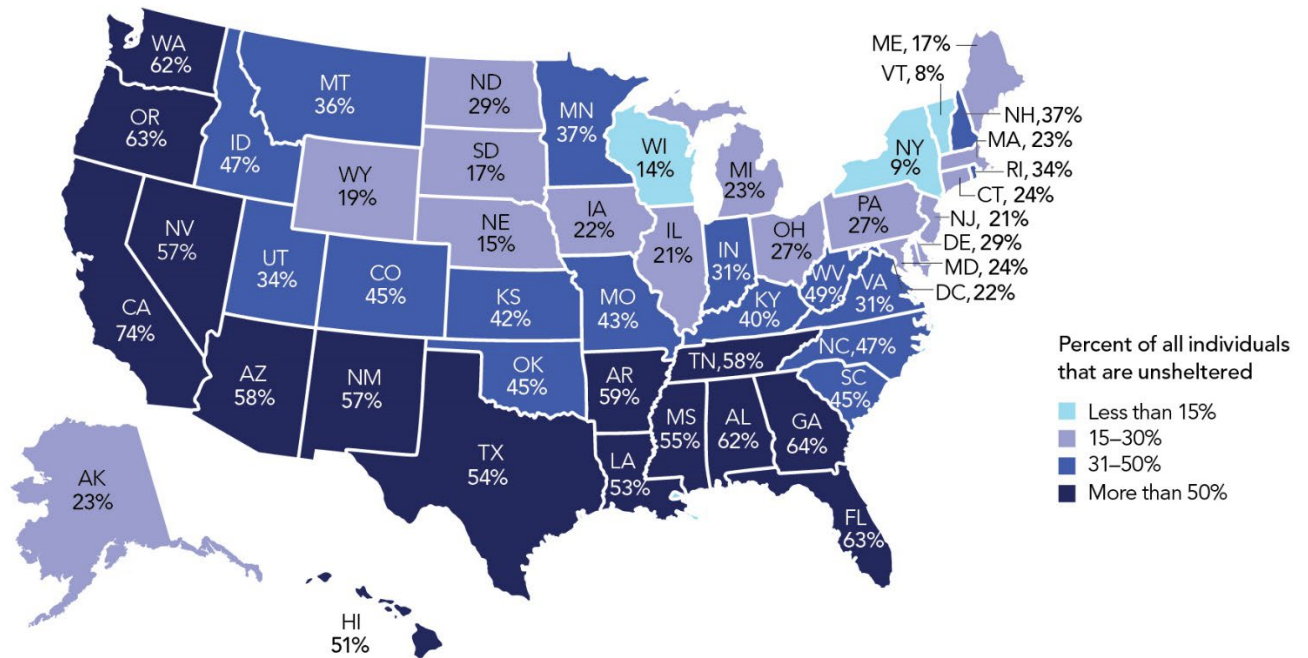 WA
62%
OR
63%
ID
47%
MT
36%
ND
29%
MN
37%
SD
17%
WY
19%
NE
15%
IA
22%
WI
14%
MI
23%
IL
21%
IN
31%
OH
27%
PA
27%
NY
9%
ME, 17%
VT, 8%
NH, 37%
MA, 23%
RI, 34%
CT, 24%
NJ, 21%
DE, 29%
MD, 24%
DC, 22%
NV
57%
UT
34%
CO
45%
KS
42%
MO
43%
KY
40%
WV
49%
VA
31%
CA
74%
AZ
58%
NM
57%
OK
45%
AR
59%
TN, 58%
NC, 47%
SC
45%
TX
54%
LA
53%
MS
55%
AL
62%
GA
64%
FL
63%
AK
23%
HI
51%
Percent of all individuals
that are unsheltered
Less than 15%
15–30%
31–50%
More than 50%